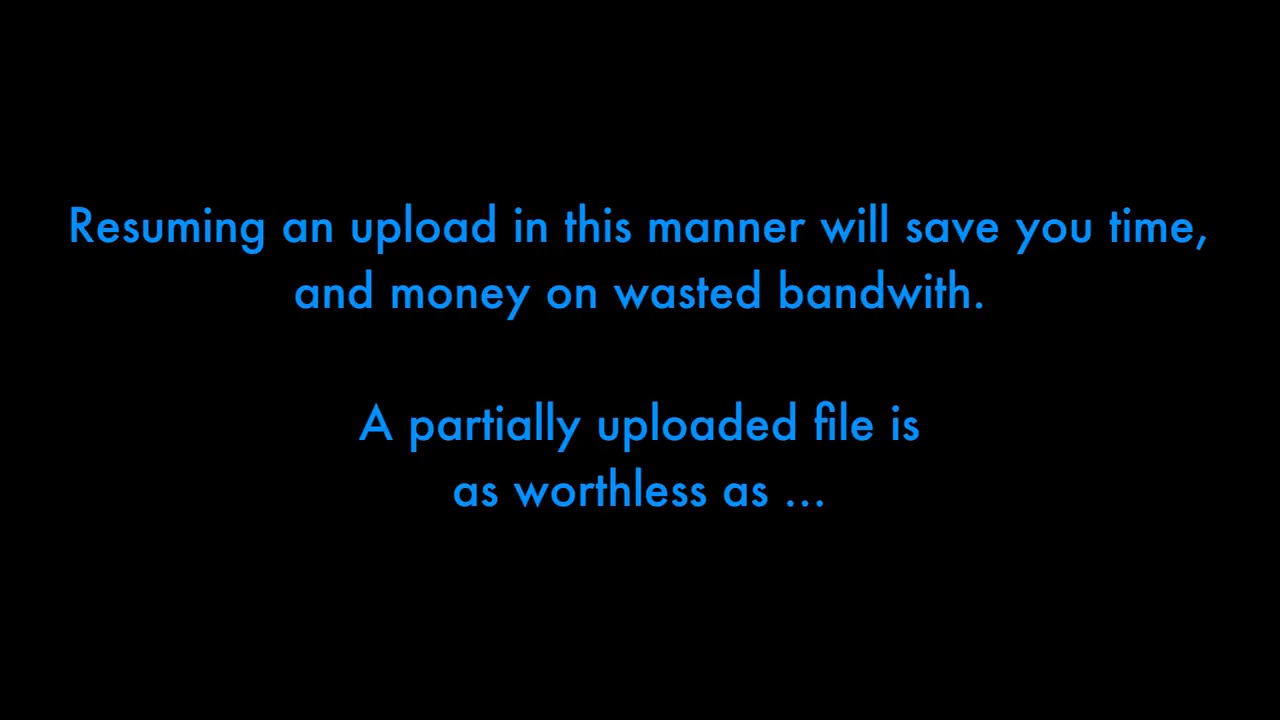 Resuming an upload in this manner will save you time,
and money on wasted bandwith.
A partially uploaded file is
as worthless as ...